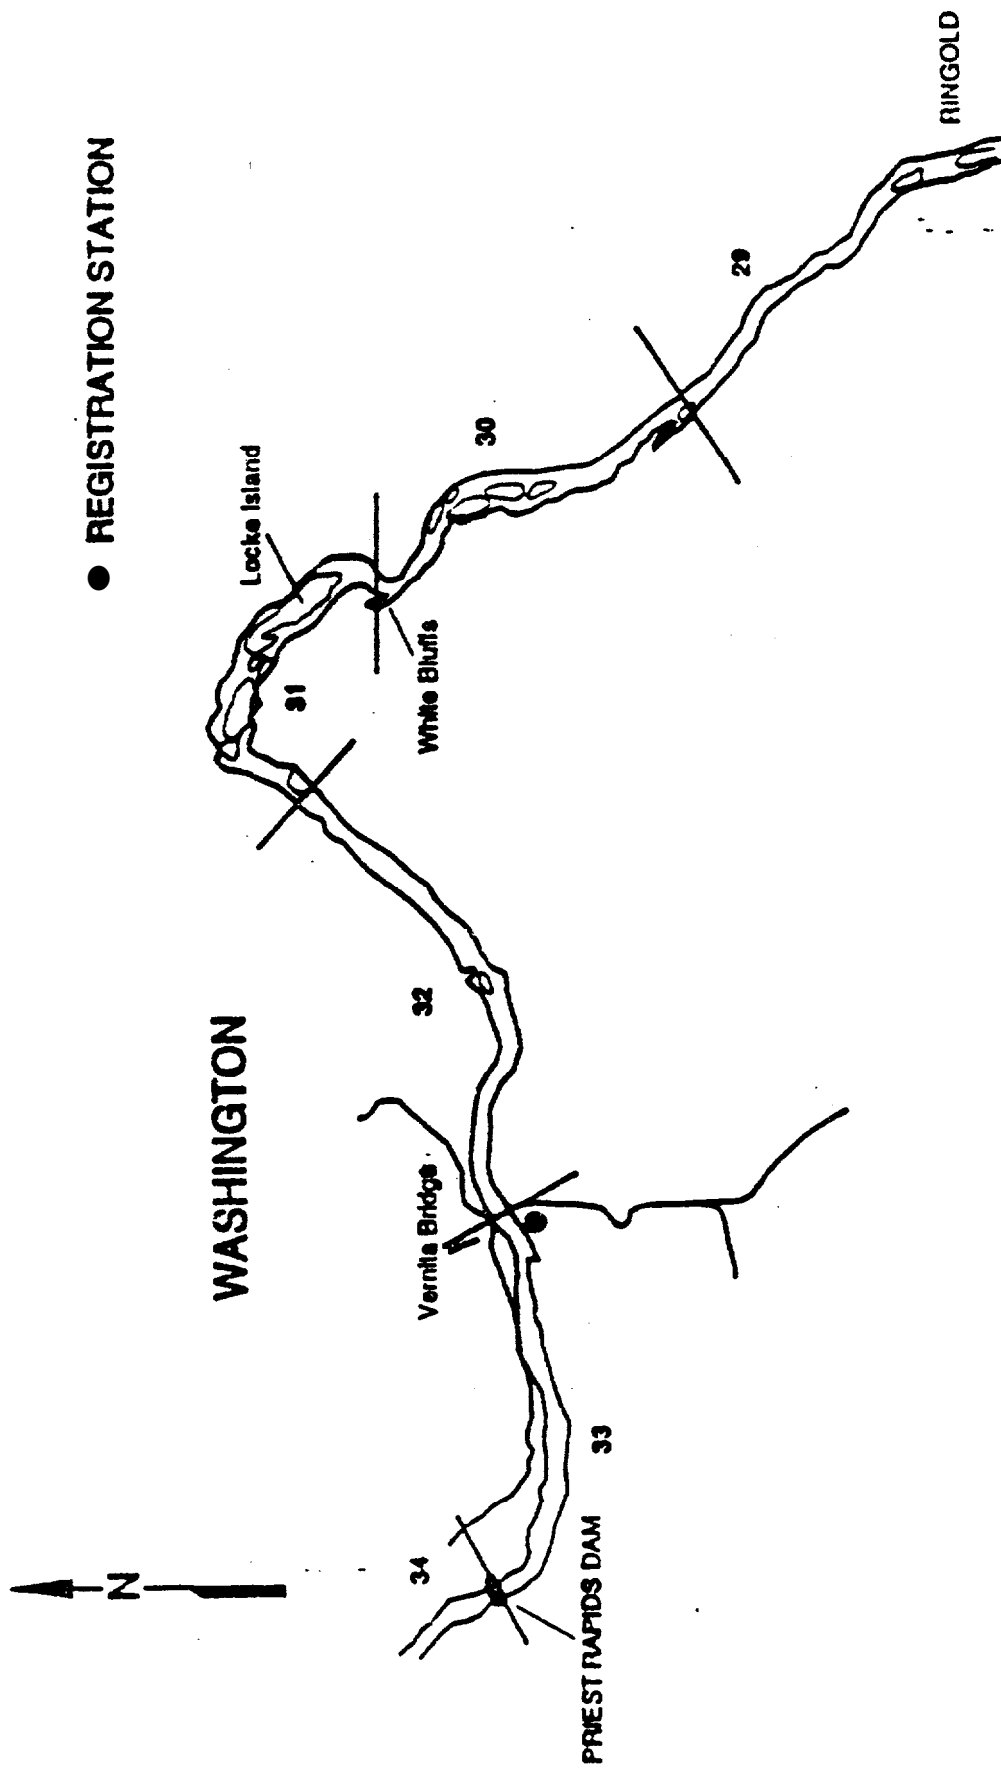 ● REGISTRATION STATION
WASHINGTON
N
Locke Island
31
White Bluffs
30
29
RINGOLD
32
Vernita Bridge
34
33
PRIEST RAPIDS DAM